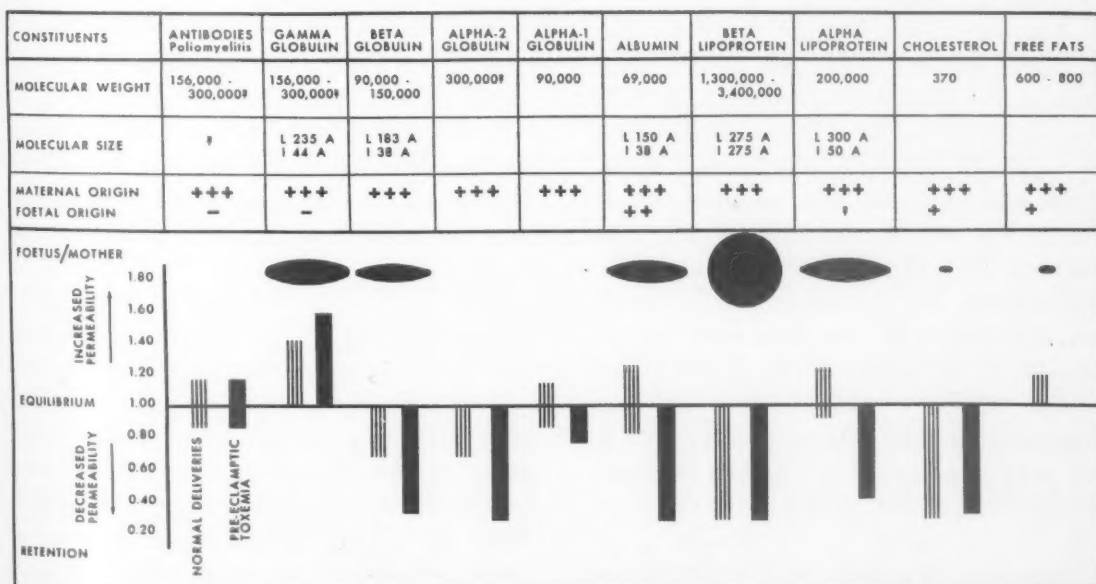 CONSTITUENTS ANTIBODIES Poliomyelitis GAMMA GLOBULIN BETA GLOBULIN ALPHA-2 GLOBULIN ALPHA-1 GLOBULIN ALBUMIN BETA LIPOPROTEIN ALPHA LIPOPROTEIN CHOLESTEROL FREE FATS
MOLECULAR WEIGHT 156,000 - 300,000? 156,000 - 300,000? 90,000 - 150,000 300,000? 90,000 69,000 1,300,000 - 3,400,000 200,000 370 600 - 800
MOLECULAR SIZE ? L 235 A I 44 A L 183 A I 38 A L 150 A I 38 A L 275 A I 275 A L 300 A I 50 A
MATERNAL ORIGIN +++ +++ +++ +++ +++ +++ +++ +++ +++ +++
FOETAL ORIGIN - - ++ ? + +
FOETUS/MOTHER
INCREASED PERMEABILITY
1.80
1.60
1.40
1.20
EQUILIBRIUM 1.00
DECREASED PERMEABILITY
0.80
0.60
0.40
0.20
RETENTION
NORMAL DELIVERIES
PRE-ECLAMPTIC TOXEMIA